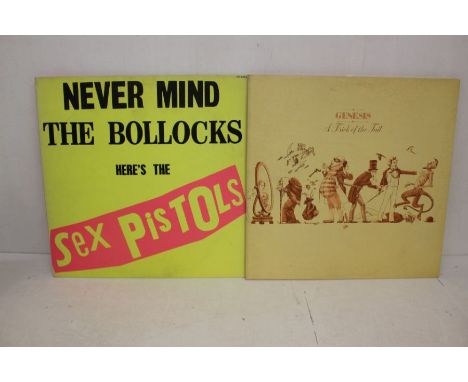 NEVER MIND
THE BOLLOCKS
HERE'S THE
Sex PisTOLs
GENESIS
A Trick of the Tail